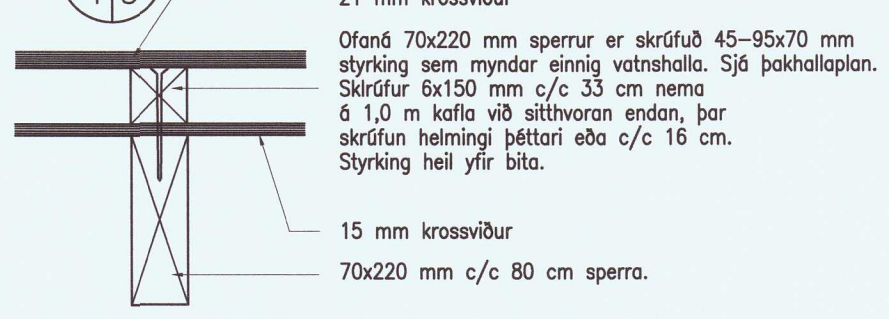 21 mm krossviður
Ofaná 70x220 mm sperrur er skrúfuð 45–95x70 mm
styrking sem myndar einnig vatnshalla. Sjá þakhallaplan.
Sklrúfur 6x150 mm c/c 33 cm nema
á 1,0 m kafla við sitthvoran endan, þar
skrúfun helmingi þéttari eða c/c 16 cm.
Styrking heil yfir bita.
15 mm krossviður
70x220 mm c/c 80 cm sperra.